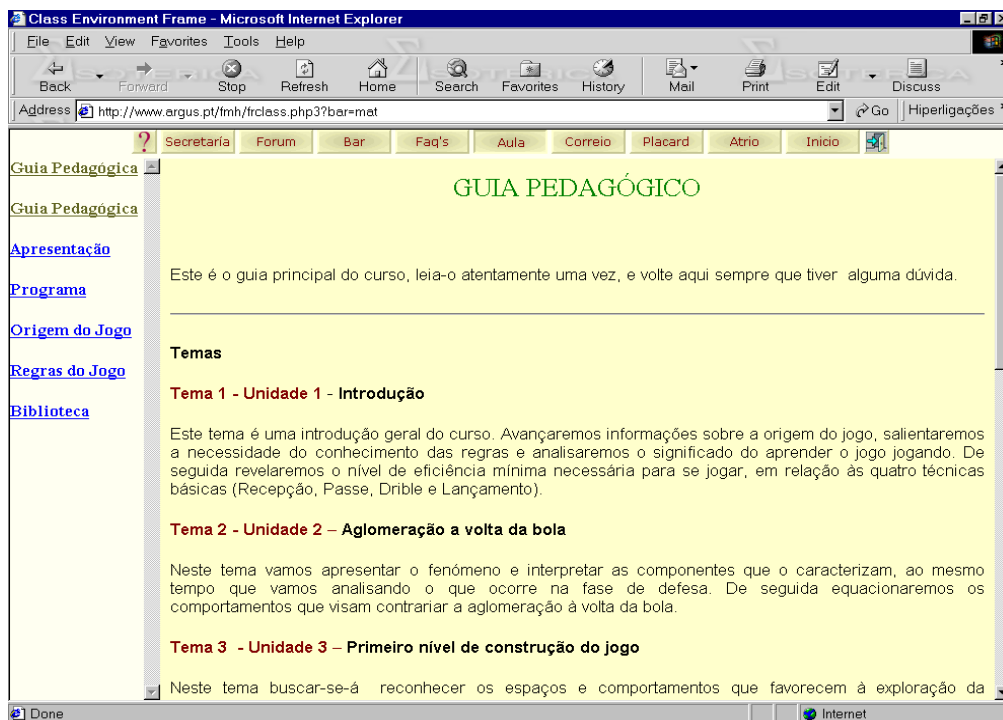 Class Environment Frame - Microsoft Internet Explorer
File Edit View Favorites Tools Help
Back Forward Stop Refresh Home Search Favorites History Mail Print Edit Discuss
Address http://www.argus.pt/fmh/frclass.php3?bar=mat Go Hiperligações
? Secretaría Forum Bar Faq's Aula Correio Placard Atrio Inicio
Guia Pedagógica
Guia Pedagógica
Apresentação
Programa
Origem do Jogo
Regras do Jogo
Biblioteca
GUIA PEDAGÓGICO
Este é o guia principal do curso, leia-o atentamente uma vez, e volte aqui sempre que tiver alguma dúvida.
Temas
Tema 1 - Unidade 1 - Introdução
Este tema é uma introdução geral do curso. Avançaremos informações sobre a origem do jogo, salientaremos
a necessidade do conhecimento das regras e analisaremos o significado do aprender o jogo jogando. De
seguida revelaremos o nível de eficiência mínima necessária para se jogar, em relação às quatro técnicas
básicas (Recepção, Passe, Drible e Lançamento).
Tema 2 - Unidade 2 – Aglomeração a volta da bola
Neste tema vamos apresentar o fenómeno e interpretar as componentes que o caracterizam, ao mesmo
tempo que vamos analisando o que ocorre na fase de defesa. De seguida equacionaremos os
comportamentos que visam contrariar a aglomeração à volta da bola.
Tema 3 - Unidade 3 – Primeiro nível de construção do jogo
Neste tema buscar-se-á reconhecer os espaços e comportamentos que favorecem à exploração da
Done Internet